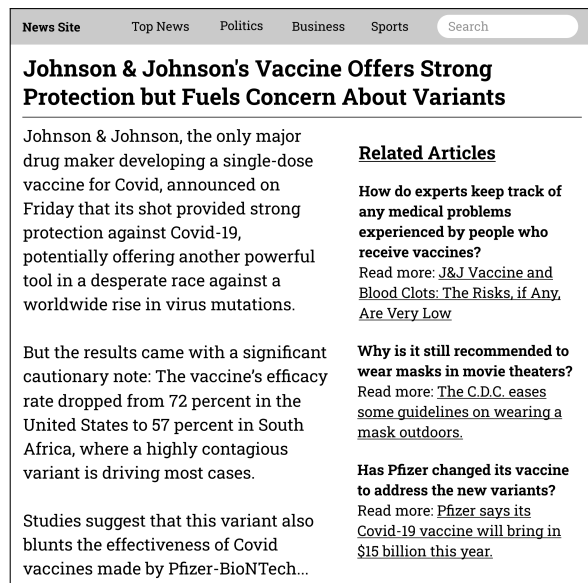 News Site Top News Politics Business Sports Search
Johnson & Johnson's Vaccine Offers Strong
Protection but Fuels Concern About Variants
Johnson & Johnson, the only major
drug maker developing a single-dose
vaccine for Covid, announced on
Friday that its shot provided strong
protection against Covid-19,
potentially offering another powerful
tool in a desperate race against a
worldwide rise in virus mutations.
But the results came with a significant
cautionary note: The vaccine's efficacy
rate dropped from 72 percent in the
United States to 57 percent in South
Africa, where a highly contagious
variant is driving most cases.
Studies suggest that this variant also
blunts the effectiveness of Covid
vaccines made by Pfizer-BioNTech...
Related Articles
How do experts keep track of
any medical problems
experienced by people who
receive vaccines?
Read more: J&J Vaccine and
Blood Clots: The Risks, if Any,
Are Very Low
Why is it still recommended to
wear masks in movie theaters?
Read more: The C.D.C. eases
some guidelines on wearing a
mask outdoors.
Has Pfizer changed its vaccine
to address the new variants?
Read more: Pfizer says its
Covid-19 vaccine will bring in
$15 billion this year.